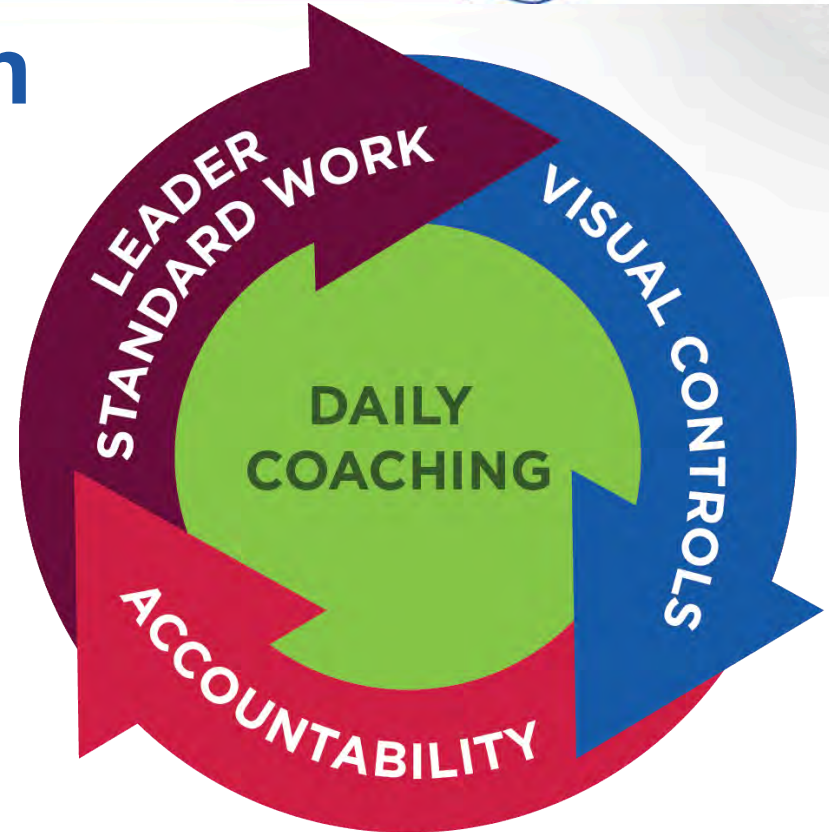 n
LEADER
STANDARD WORK
VISUAL CONTROLS
DAILY
COACHING
ACCOUNTABILITY